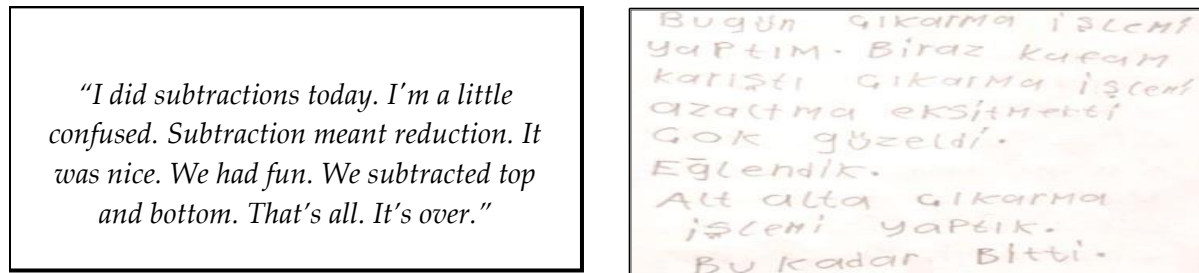 “I did subtractions today. I'm a little
confused. Subtraction meant reduction. It
was nice. We had fun. We subtracted top
and bottom. That's all. It's over.”
Bugün çıkarma işlemi
yaptım. Biraz kafam
karıştı çıkarma işlemi
azaltma eksitmetti
Çok güzeldi.
Eğlendik.
Alt alta çıkarma
işlemi yaptık.
Bu kadar Bitti.